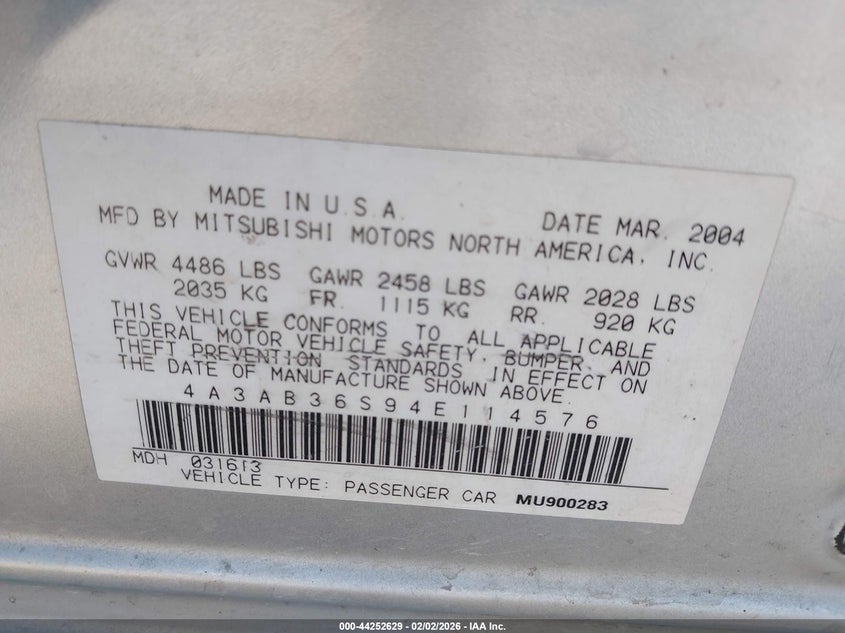 MADE IN U.S.A. DATE MAR. 2004
MFD BY MITSUBISHI MOTORS NORTH AMERICA, INC.
GVWR 4486 LBS GAWR 2458 LBS GAWR 2028 LBS
2035 KG FR. 1115 KG RR. 920 KG
THIS VEHICLE CONFORMS TO ALL APPLICABLE
FEDERAL MOTOR VEHICLE SAFETY, BUMPER, AND
THEFT PREVENTION STANDARDS IN EFFECT ON
THE DATE OF MANUFACTURE SHOWN ABOVE.
4A3AB36S94E114576
MDH 031613
VEHICLE TYPE: PASSENGER CAR MU900283
000-44252629 - 02/02/2026 - IAA Inc.